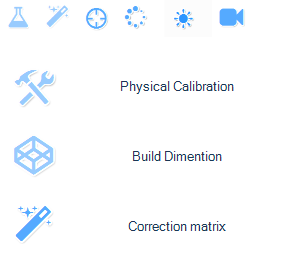 Physical Calibration
Build Dimention
Correction matrix